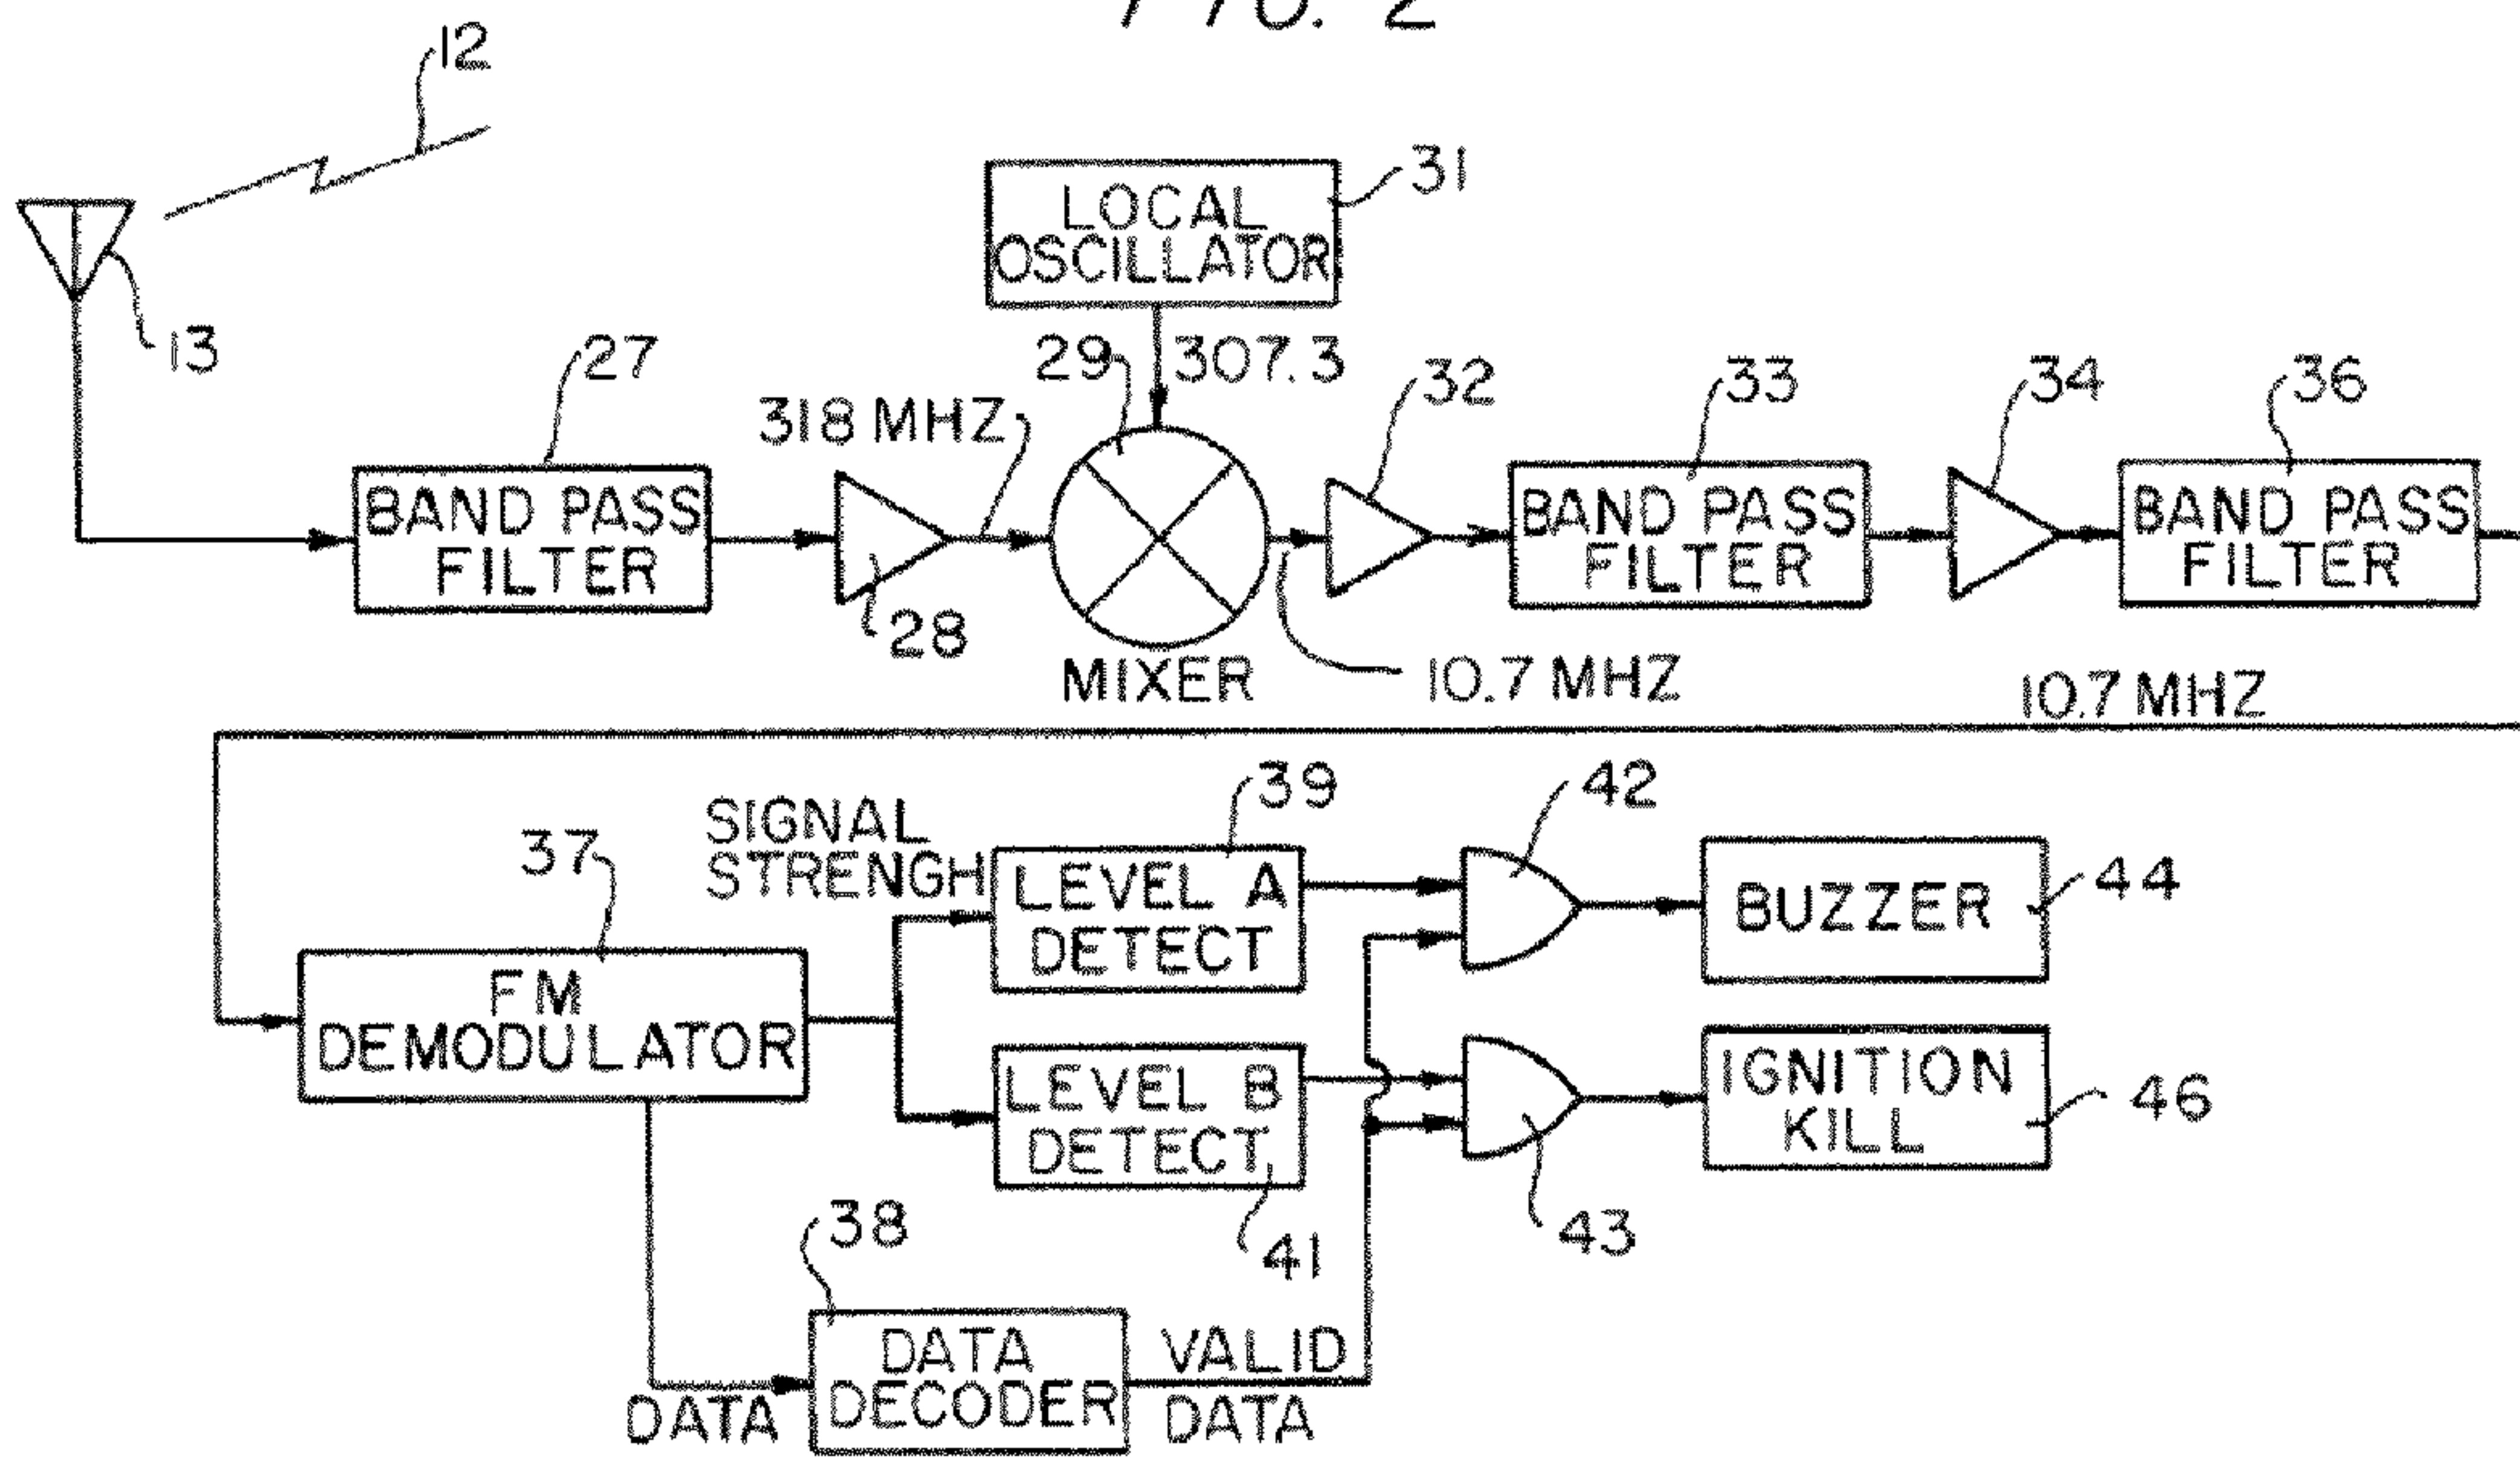 FIG. 2
12
13
31
LOCAL
OSCILLATOR
27
318 MHZ
29
307.3
32
33
34
36
BAND PASS
FILTER
28
MIXER
10.7 MHZ
BAND PASS
FILTER
BAND PASS
FILTER
10.7 MHZ
37
SIGNAL
STRENGH
39
42
LEVEL A
DETECT
BUZZER
44
FM
DEMODULATOR
LEVEL B
DETECT
41
43
IGNITION
KILL
46
38
DATA
DATA
DECODER
VALID
DATA